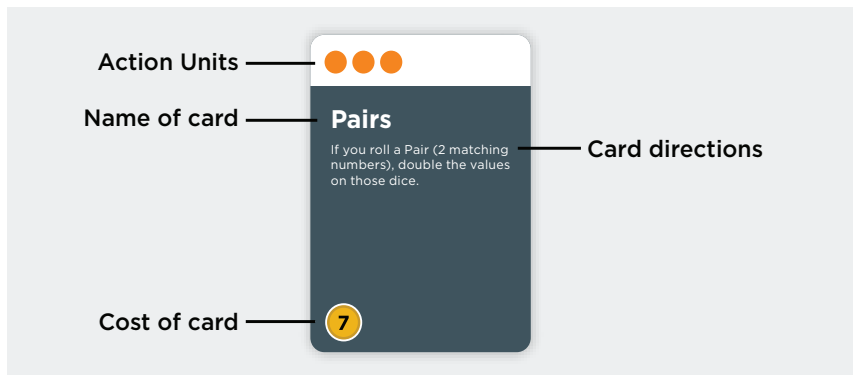 Action Units
Name of card
Pairs
If you roll a Pair (2 matching
numbers), double the values
on those dice.
Card directions
Cost of card
7